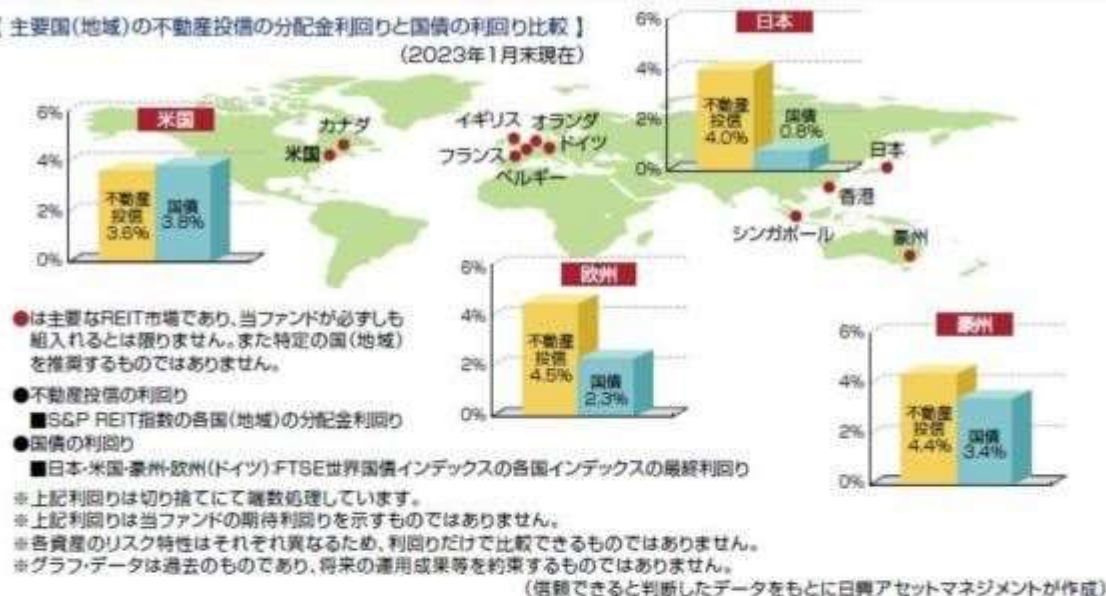 【 主要国(地域)の不動産投信の分配金利回りと国債の利回り比較 】
(2023年1月末現在)
日本
6%
4%
2%
0%
不動産
投信
4.0%
国債
0.8%
米国
6%
4%
2%
0%
不動産
投信
3.6%
国債
3.8%
カナダ
米国
イギリス
オランダ
フランス
ドイツ
ベルギー
日本
香港
シンガポール
豪州
欧州
6%
4%
2%
0%
不動産
投信
4.5%
国債
2.3%
豪州
6%
4%
2%
0%
不動産
投信
4.4%
国債
3.4%
●は主要なREIT市場であり、当ファンドが必ずしも
組入れるとは限りません。また特定の国(地域)
を推奨するものではありません。
●不動産投信の利回り
■S&P REIT指数の各国(地域)の分配金利回り
●国債の利回り
■日本・米国・豪州・欧州(ドイツ):FTSE世界国債インデックスの各国インデックスの最終利回り
※上記利回りは切り捨てにて端数処理しています。
※上記利回りは当ファンドの期待利回りを示すものではありません。
※各資産のリスク特性はそれぞれ異なるため、利回りだけで比較できるものではありません。
※グラフ・データは過去のものであり、将来の運用成果等を約束するものではありません。
(信頼できると判断したデータをもとに日興アセットマネジメントが作成)